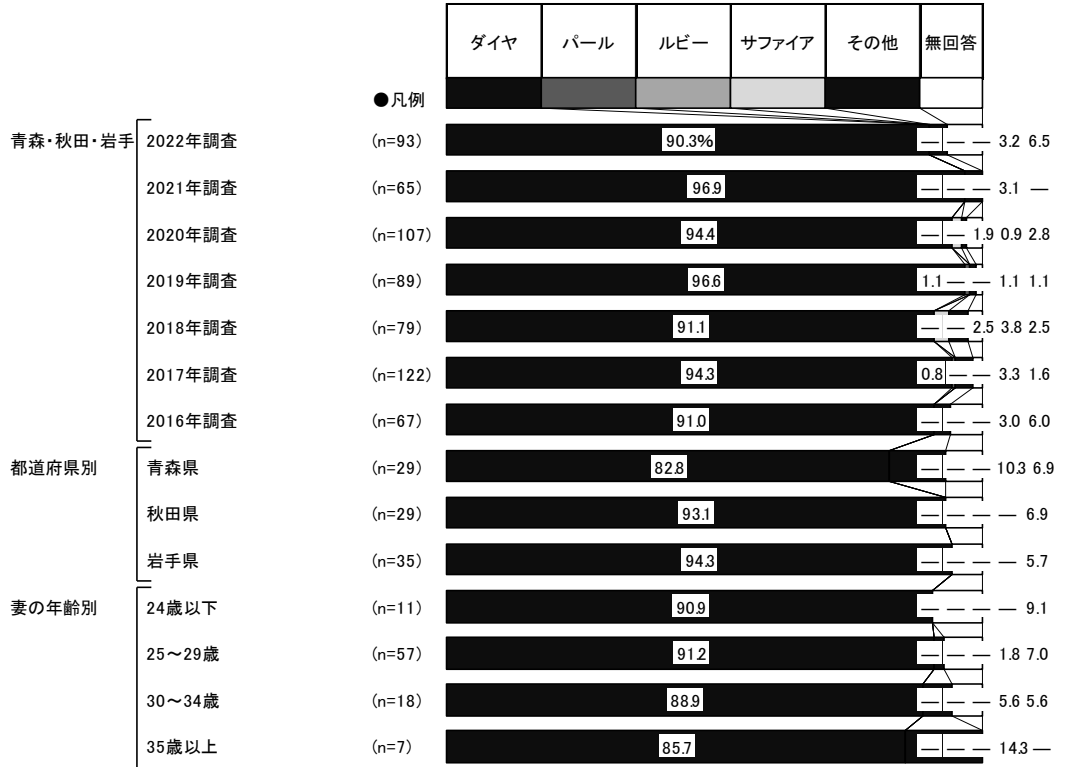 ダイヤ パール ルビー サファイア その他 無回答
●凡例
青森・秋田・岩手 2022年調査 (n=93) 90.3% — — 3.2 6.5
2021年調査 (n=65) 96.9 — — — 3.1 —
2020年調査 (n=107) 94.4 — — 1.9 0.9 2.8
2019年調査 (n=89) 96.6 1.1 — — 1.1 1.1
2018年調査 (n=79) 91.1 — — 2.5 3.8 2.5
2017年調査 (n=122) 94.3 0.8 — — 3.3 1.6
2016年調査 (n=67) 91.0 — — — 3.0 6.0
都道府県別 青森県 (n=29) 82.8 — — — 10.3 6.9
秋田県 (n=29) 93.1 — — — — 6.9
岩手県 (n=35) 94.3 — — — — 5.7
妻の年齢別 24歳以下 (n=11) 90.9 — — — — 9.1
25～29歳 (n=57) 91.2 — — — 1.8 7.0
30～34歳 (n=18) 88.9 — — — 5.6 5.6
35歳以上 (n=7) 85.7 — — — 14.3 —